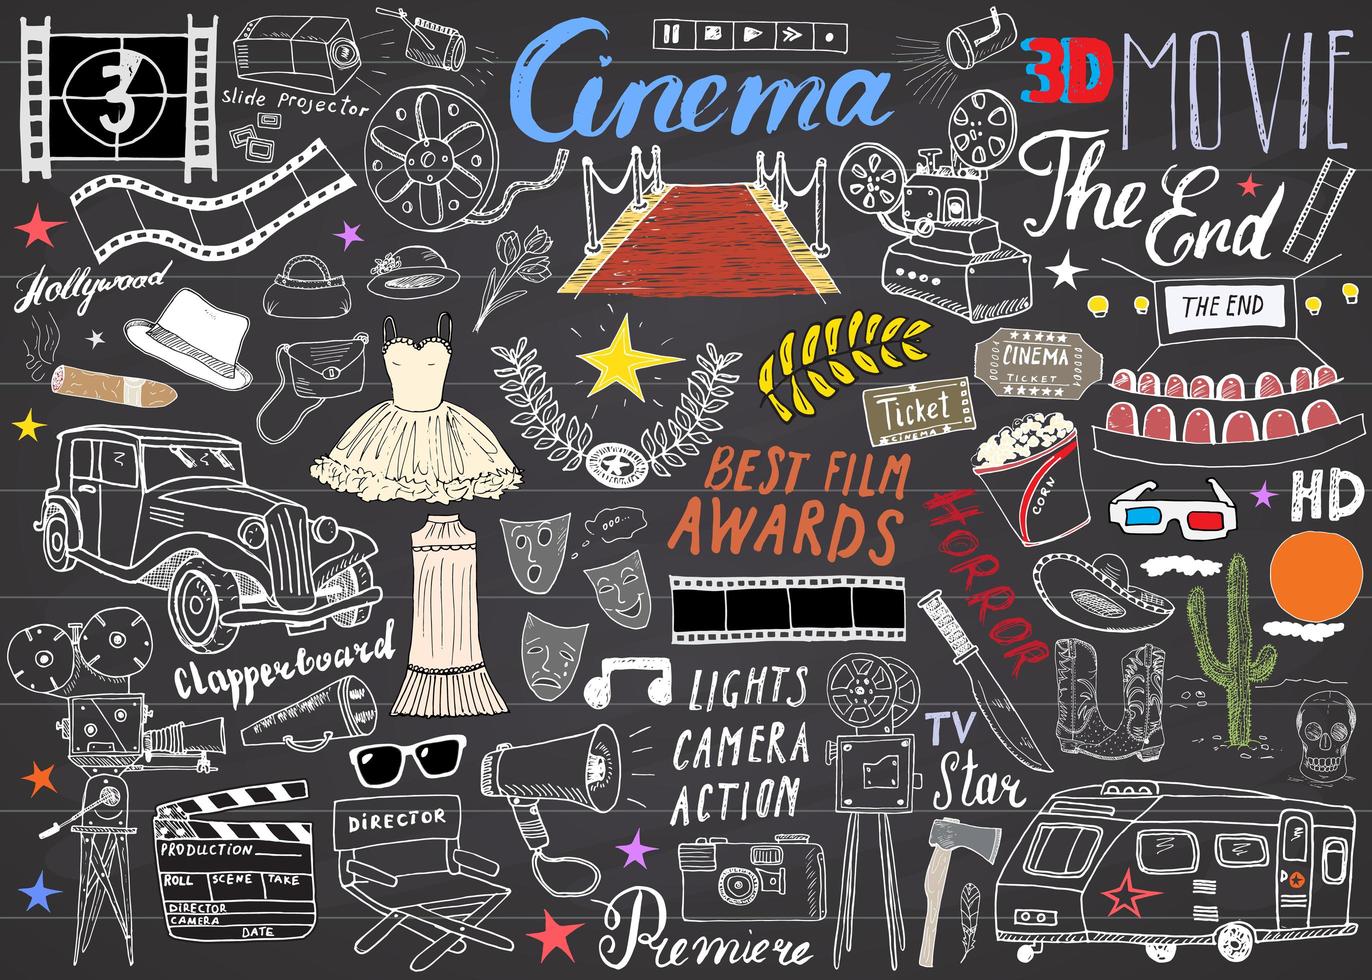 3
slide projector
Cinema
3D MOVIE
The End
Hollywood
THE END
CINEMA
TICKET
Ticket
CINEMA
CORN
BEST FILM
AWARDS
HORROR
HD
Clapperboard
LIGHTS
CAMERA
ACTION
TV
Star
DIRECTOR
PRODUCTION
ROLL SCENE TAKE
DIRECTOR
CAMERA
DATE
Premiere